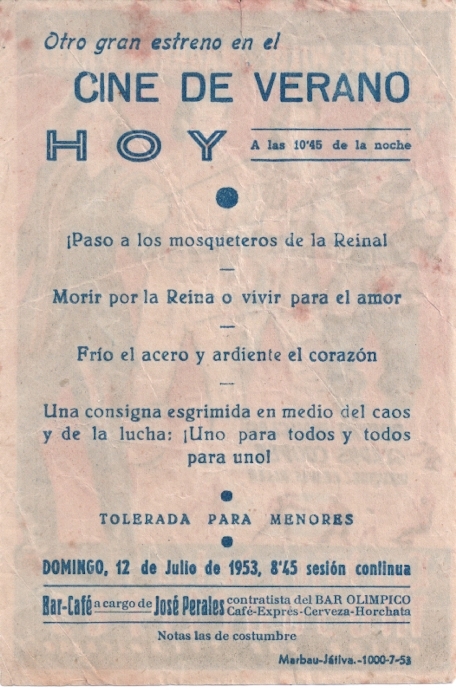 Otro gran estreno en el
CINE DE VERANO
HOY A las 10'45 de la noche
¡Paso a los mosqueteros de la Reina!
Morir por la Reina o vivir para el amor
Frío el acero y ardiente el corazón
Una consigna esgrimida en medio del caos
y de la lucha: ¡Uno para todos y todos
para uno!
TOLERADA PARA MENORES
DOMINGO, 12 de Julio de 1953, 8'45 sesión continua
Bar-Café a cargo de José Perales contratista del BAR OLIMPICO
Café-Exprés-Cerveza-Horchata
Notas las de costumbre
Marbau-Játiva.-1000-7-53